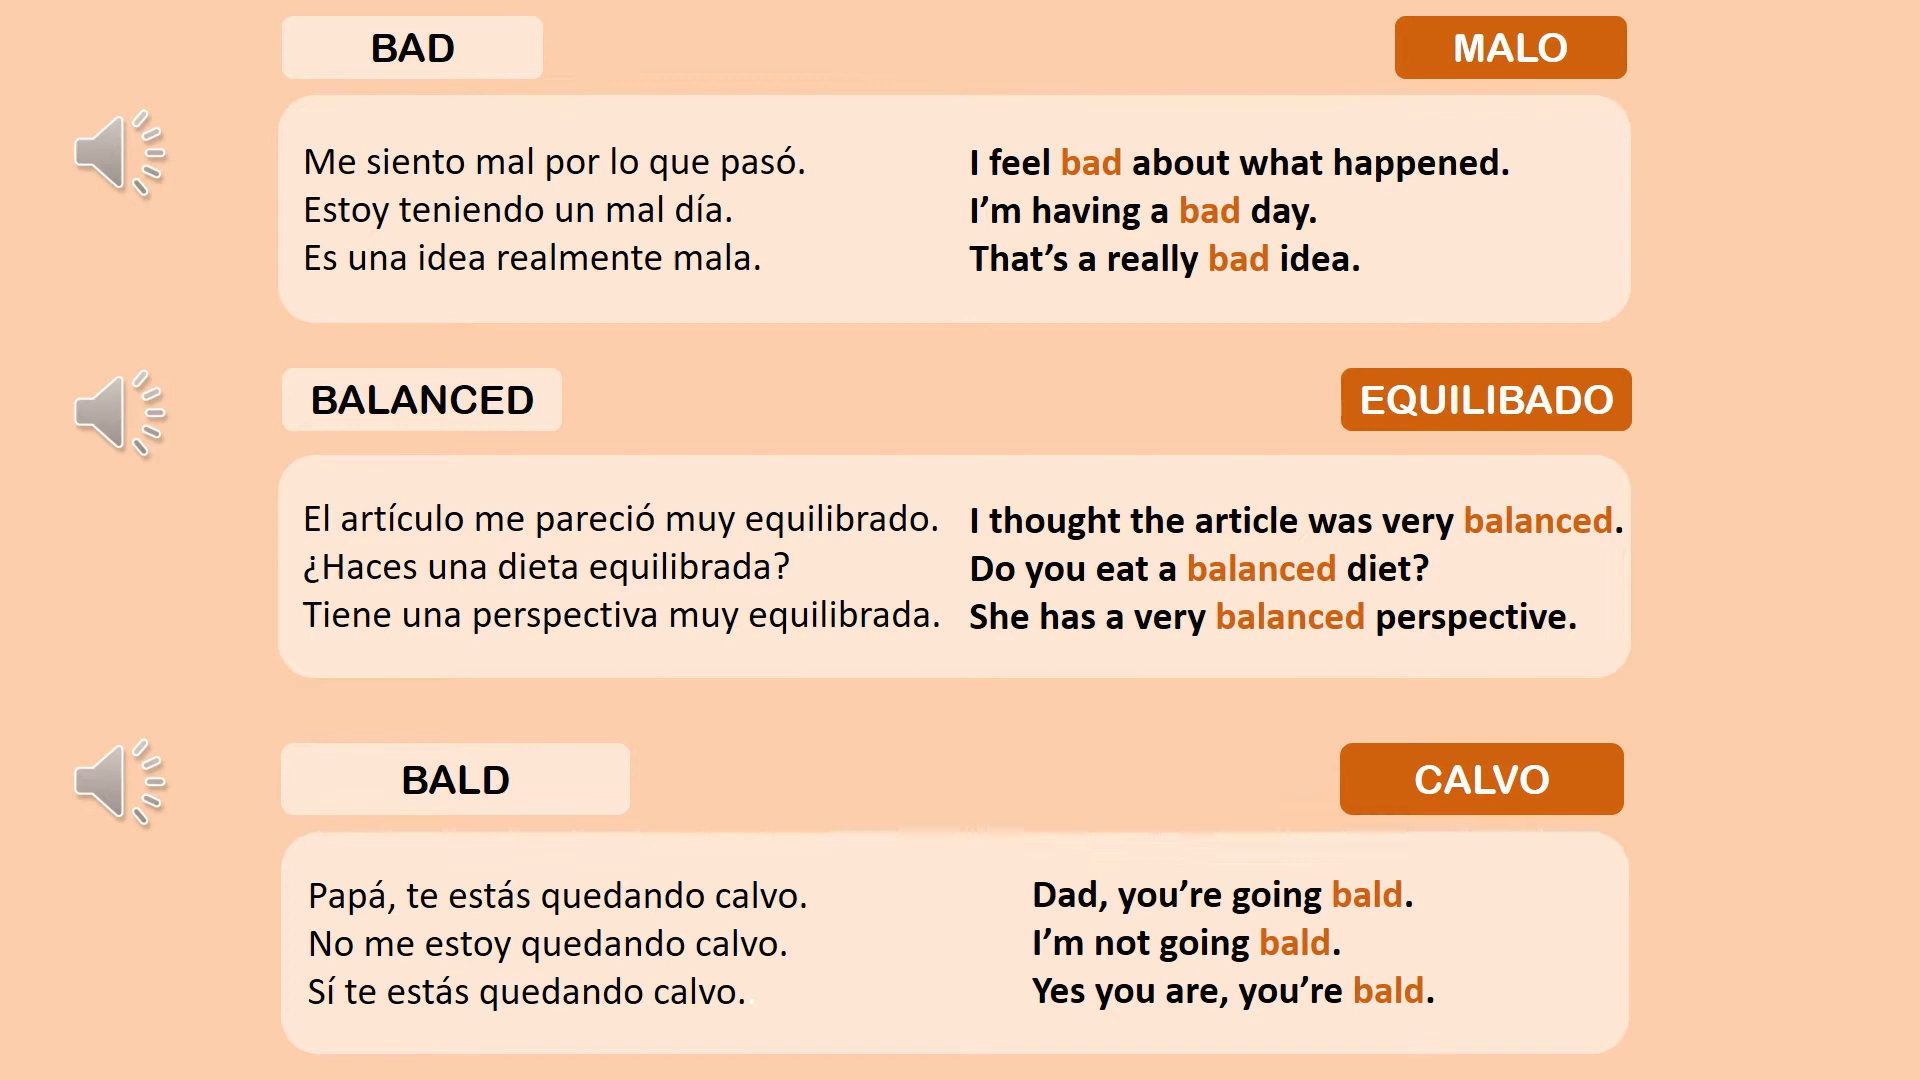 BAD
MALO
Me siento mal por lo que pasó.
Estoy teniendo un mal día.
Es una idea realmente mala.
I feel bad about what happened.
I’m having a bad day.
That’s a really bad idea.
BALANCED
EQUILIBADO
El artículo me pareció muy equilibrado.
¿Haces una dieta equilibrada?
Tiene una perspectiva muy equilibrada.
I thought the article was very balanced.
Do you eat a balanced diet?
She has a very balanced perspective.
BALD
CALVO
Papá, te estás quedando calvo.
No me estoy quedando calvo.
Sí te estás quedando calvo.
Dad, you’re going bald.
I’m not going bald.
Yes you are, you’re bald.